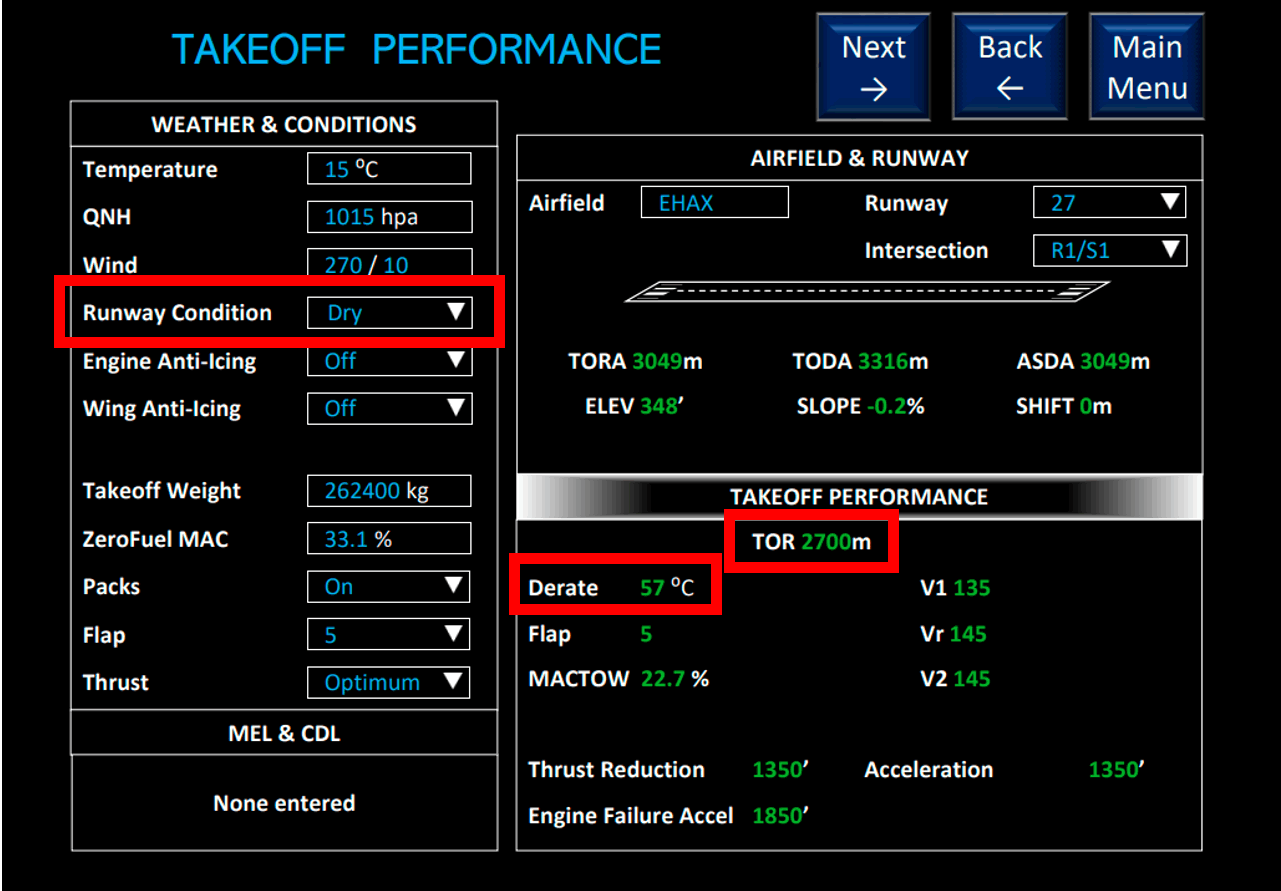 TAKEOFF PERFORMANCE
Next
→
Back
←
Main
Menu
WEATHER & CONDITIONS
Temperature 15 ⁰C
QNH 1015 hpa
Wind 270 / 10
Runway Condition Dry
Engine Anti-Icing Off
Wing Anti-Icing Off
Takeoff Weight 262400 kg
ZeroFuel MAC 33.1 %
Packs On
Flap 5
Thrust Optimum
MEL & CDL
None entered
AIRFIELD & RUNWAY
Airfield EHAX Runway 27
Intersection R1/S1
TORA 3049m TODA 3316m ASDA 3049m
ELEV 348’ SLOPE -0.2% SHIFT 0m
TAKEOFF PERFORMANCE
TOR 2700m
Derate 57 ⁰C V1 135
Flap 5 Vr 145
MACTOW 22.7 % V2 145
Thrust Reduction 1350’ Acceleration 1350’
Engine Failure Accel 1850’